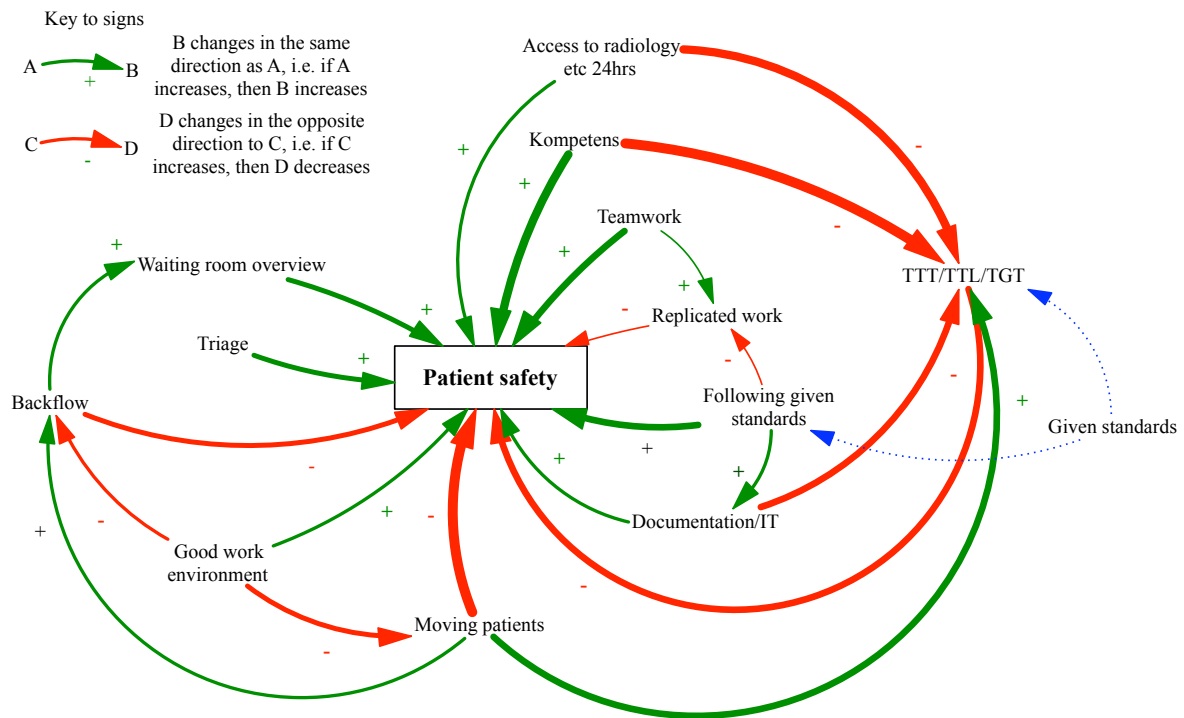 Key to signs
A
B
+
B changes in the same
direction as A, i.e. if A
increases, then B increases
C
D
-
D changes in the opposite
direction to C, i.e. if C
increases, then D decreases
Access to radiology
etc 24hrs
+
-
Kompetens
+
-
Teamwork
+
+
Waiting room overview
+
+
TTT/TTL/TGT
Replicated work
-
-
-
Triage
+
Patient safety
Backflow
-
Following given
standards
+
+
+
+
Given standards
Documentation/IT
Good work
environment
-
+
-
+
-
-
Moving patients